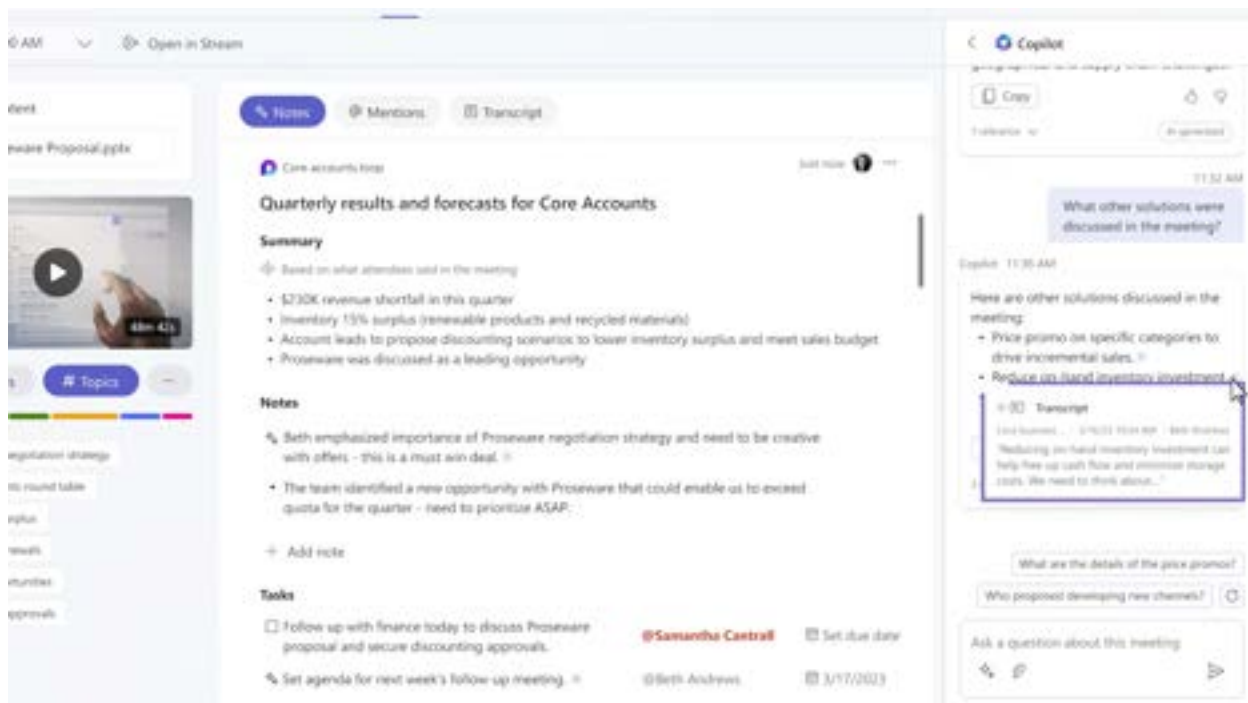 AM
Open in Stream
Proposal.pptx
48m 42s
# Topics
negotiation strategy
round table
Notes
@ Mentions
Transcript
Core accounts loop
Just now
Quarterly results and forecasts for Core Accounts
Summary
Based on what attendees said in the meeting
• $230K revenue shortfall in this quarter
• Inventory 15% surplus (renewable products and recycled materials)
• Account leads to propose discounting scenarios to lower inventory surplus and meet sales budget
• Proseware was discussed as a leading opportunity
Notes
Beth emphasized importance of Proseware negotiation strategy and need to be creative
with offers - this is a must win deal.
• The team identified a new opportunity with Proseware that could enable us to exceed
quota for the quarter - need to prioritize ASAP.
+ Add note
Tasks
Follow up with finance today to discuss Proseware
proposal and secure discounting approvals.
@Samantha Cantrall
Set due date
Set agenda for next week's follow-up meeting.
@Beth Andrews
3/17/2023
Copilot
Copy
AI-generated
11:32 AM
What other solutions were
discussed in the meeting?
Copilot 11:35 AM
Here are other solutions discussed in the
meeting:
• Price promo on specific categories to
drive incremental sales.
• Reduce on-hand inventory investment
Transcript
"Reducing on-hand inventory investment can
help free up cash flow and minimize storage
costs. We need to think about..."
What are the details of the price promos?
Who proposed developing new channels?
Ask a question about this meeting